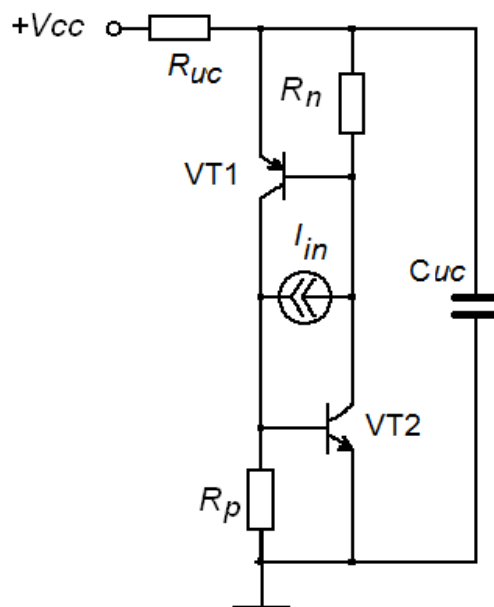 +Vcc
Ruc
Rn
VT1
Iin
Cuc
VT2
Rp